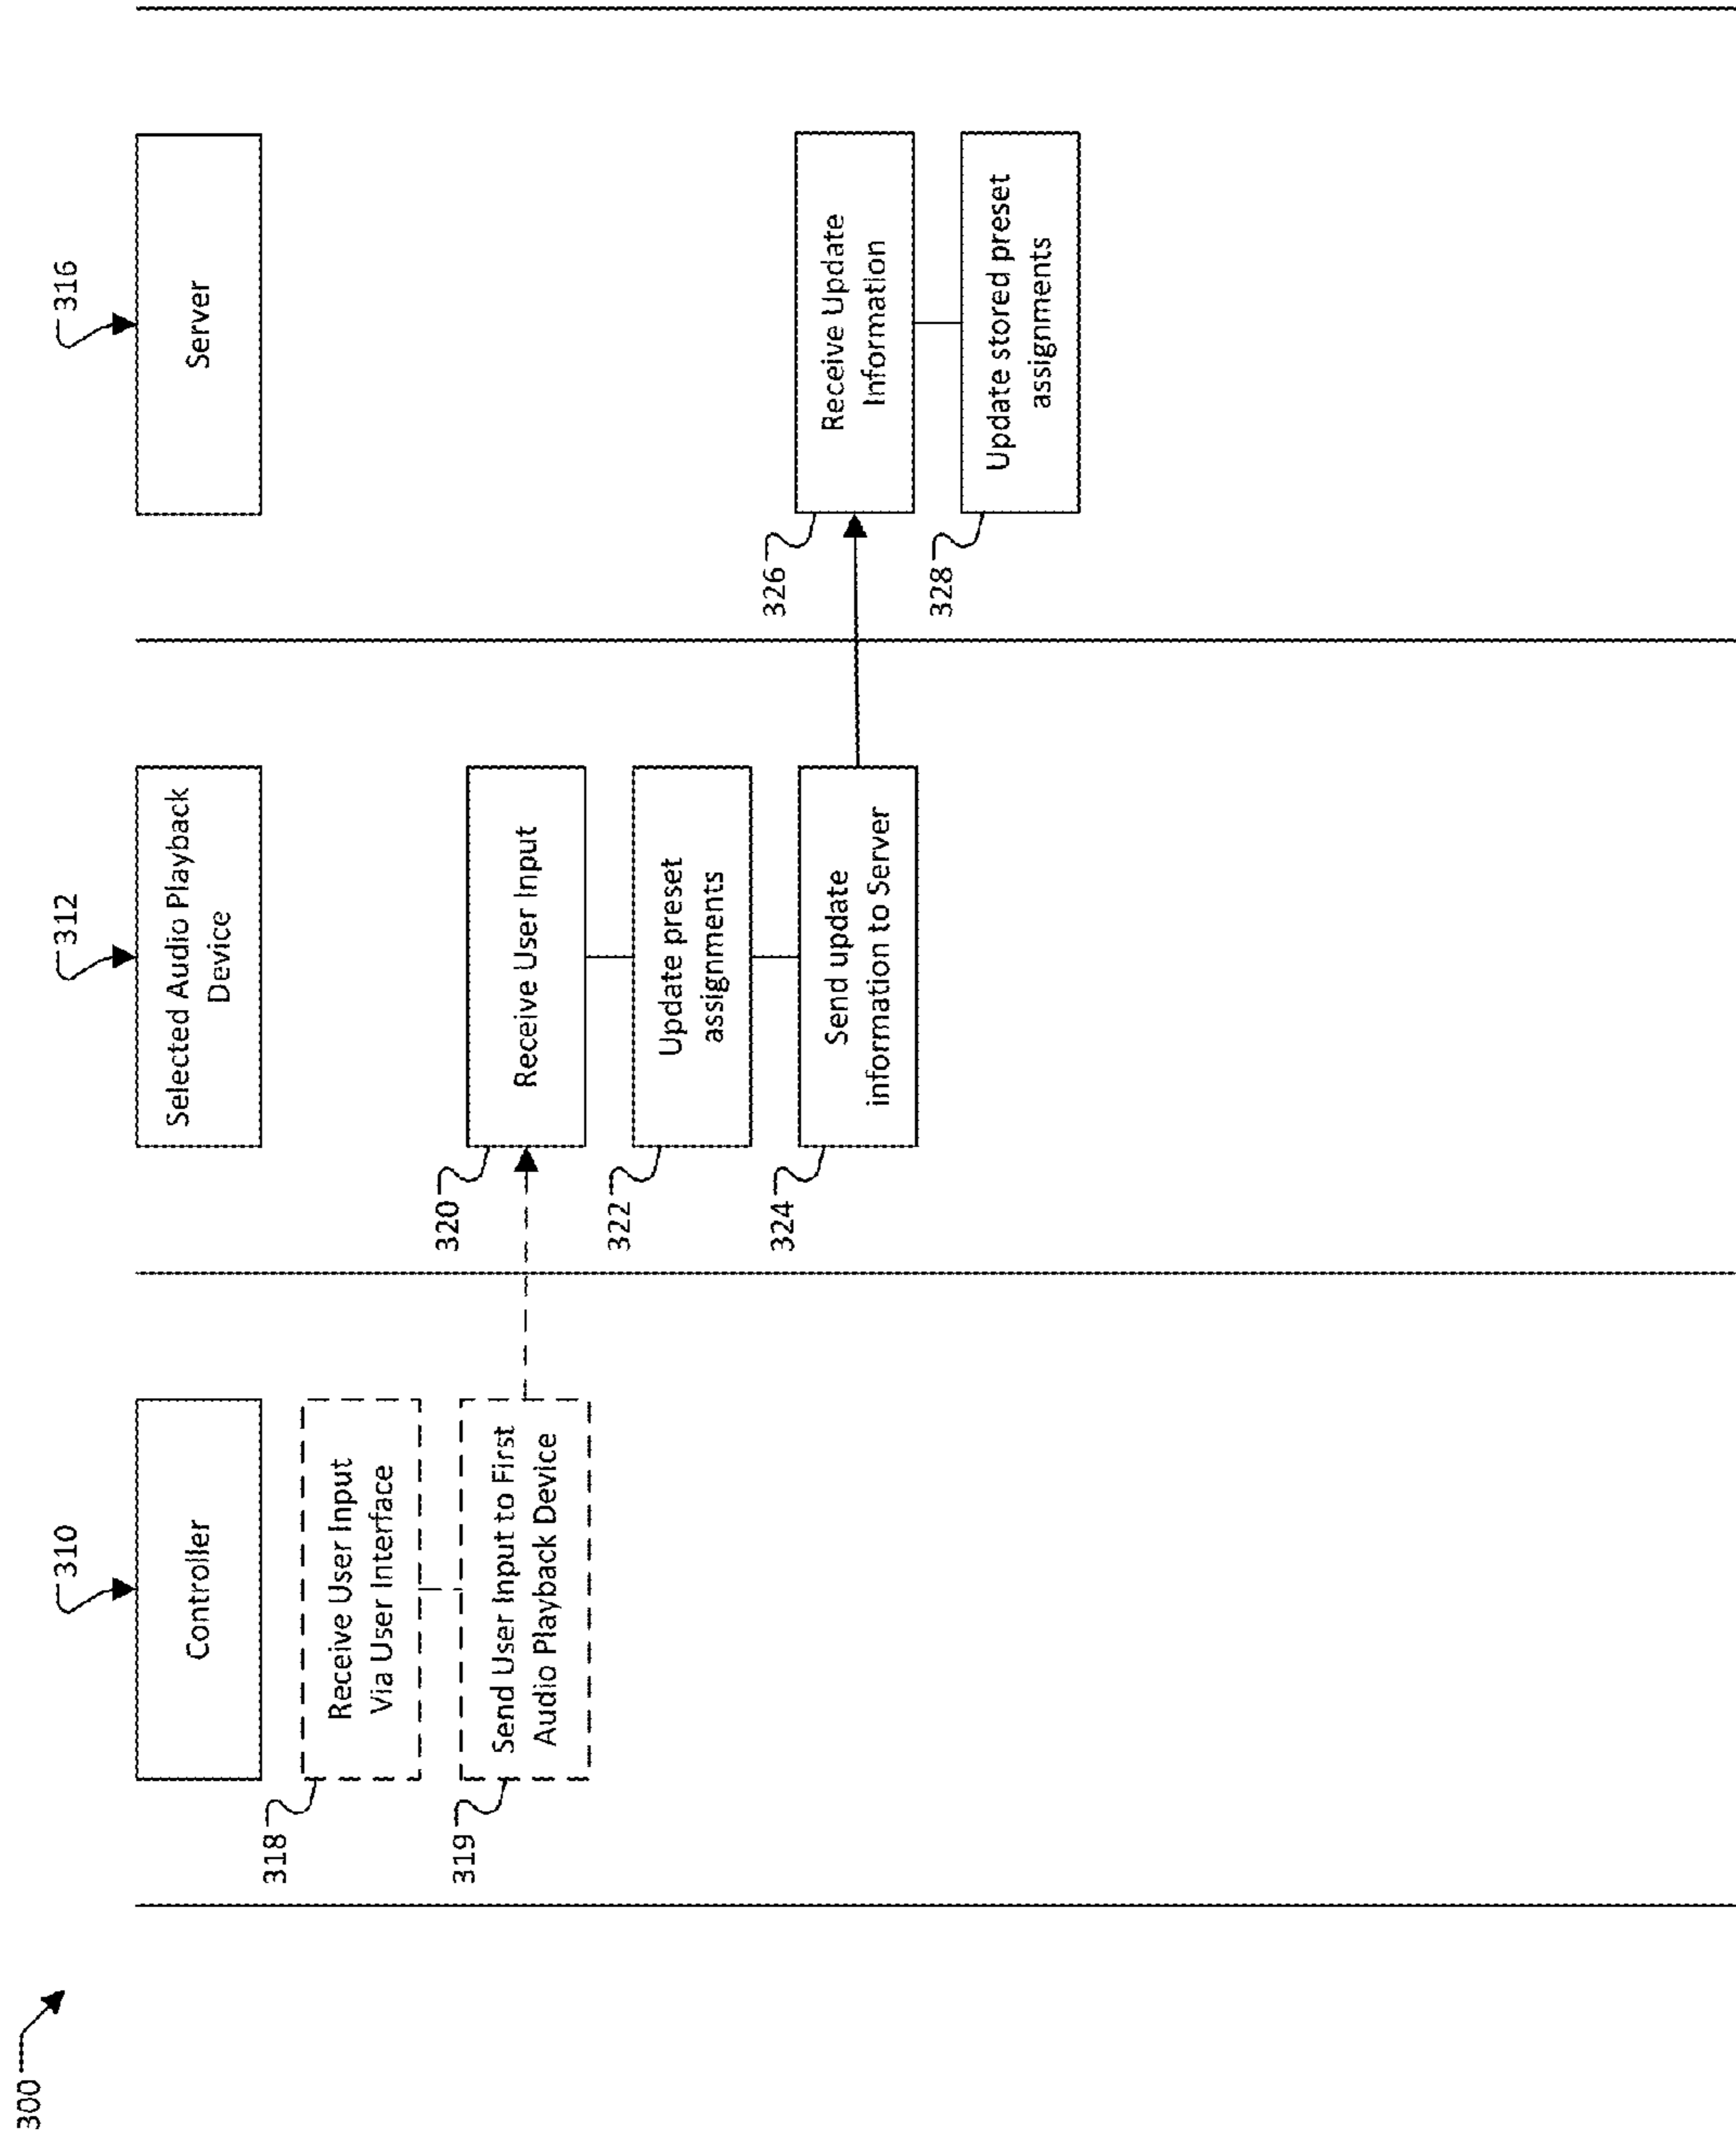 300
310
Controller
312
Selected Audio Playback
Device
316
Server
318
Receive User Input
Via User Interface
319
Send User Input to First
Audio Playback Device
320
Receive User Input
322
Update preset
assignments
324
Send update
information to Server
326
Receive Update
Information
328
Update stored preset
assignments